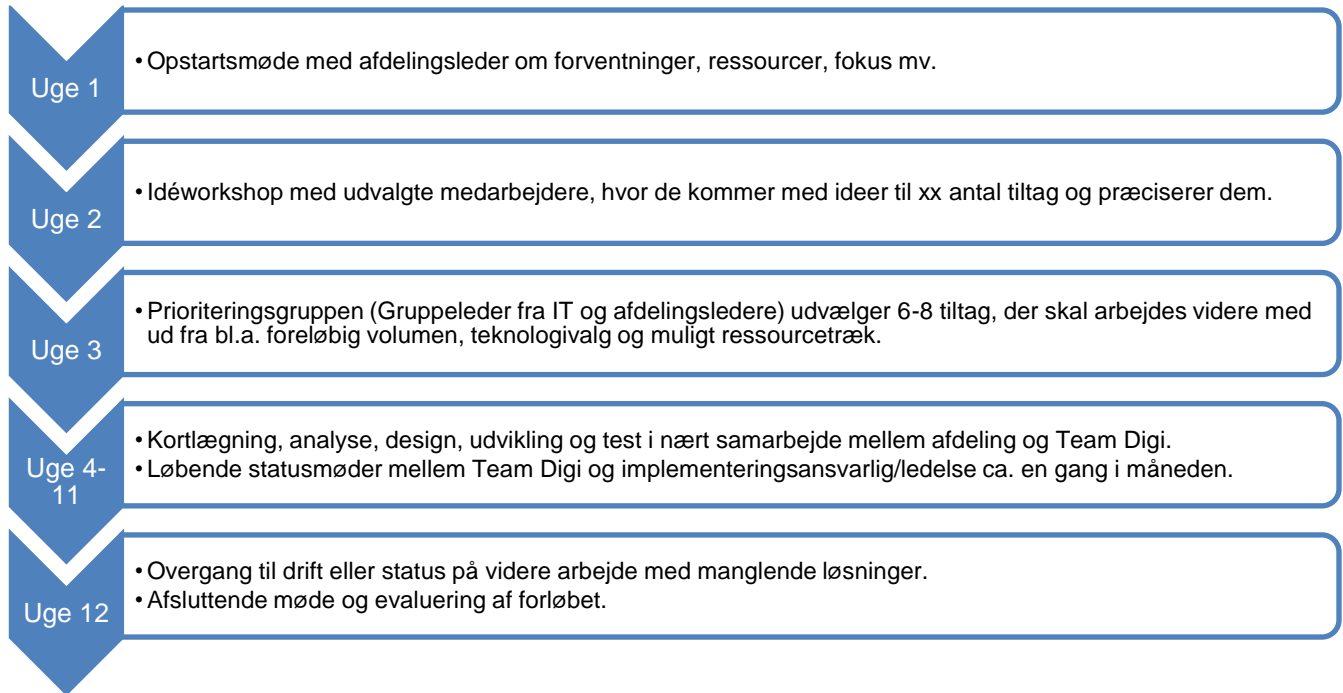 Uge 1
• Opstartsmøde med afdelingsleder om forventninger, ressourcer, fokus mv.
Uge 2
• Idéworkshop med udvalgte medarbejdere, hvor de kommer med ideer til xx antal tiltag og præciserer dem.
Uge 3
• Prioriteringsgruppen (Gruppeleder fra IT og afdelingsledere) udvælger 6-8 tiltag, der skal arbejdes videre med
ud fra bl.a. foreløbig volumen, teknologivalg og muligt ressourcetræk.
Uge 4-
11
• Kortlægning, analyse, design, udvikling og test i nært samarbejde mellem afdeling og Team Digi.
• Løbende statusmøder mellem Team Digi og implementeringsansvarlig/ledelse ca. en gang i måneden.
Uge 12
• Overgang til drift eller status på videre arbejde med manglende løsninger.
• Afsluttende møde og evaluering af forløbet.